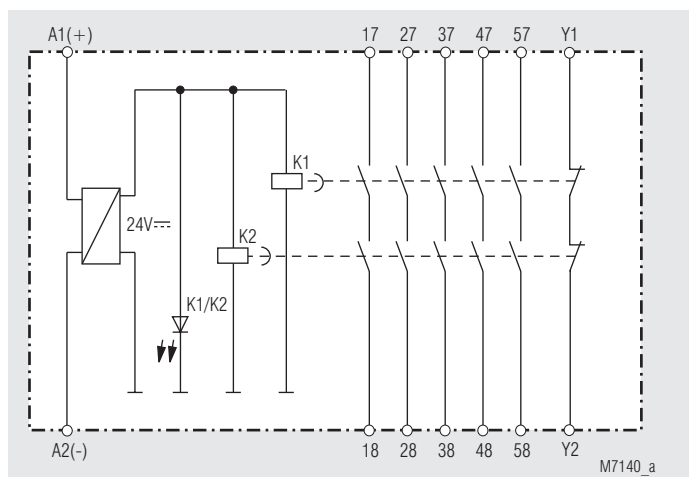 A1(+) 17 27 37 47 57 Y1
K1
24V
K2
K1/K2
A2(-) 18 28 38 48 58 Y2
M7140_a